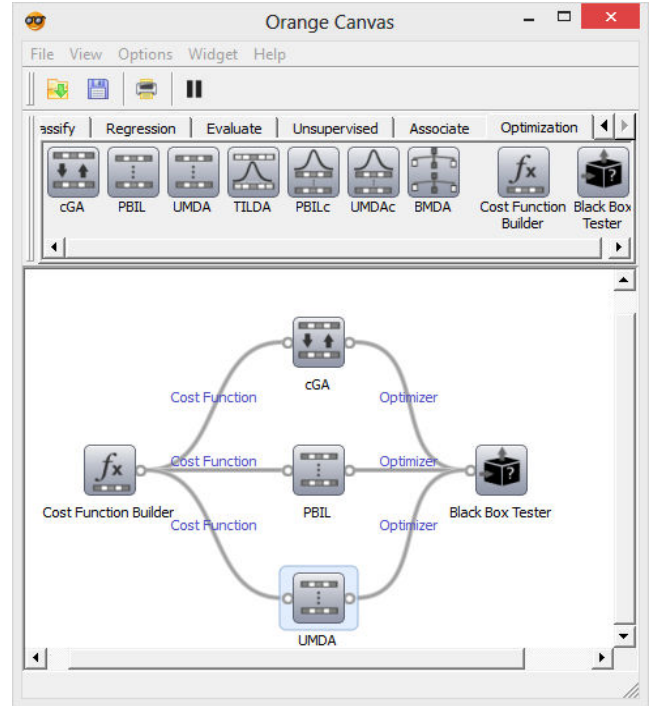 Orange Canvas
File View Options Widget Help
assify Regression Evaluate Unsupervised Associate Optimization
cGA PBIL UMDA TILDA PBILc UMDAc BMDA Cost Function Builder Black Box Tester
cGA
Cost Function Optimizer
Cost Function Optimizer
Cost Function Builder PBIL Black Box Tester
Cost Function Optimizer
UMDA